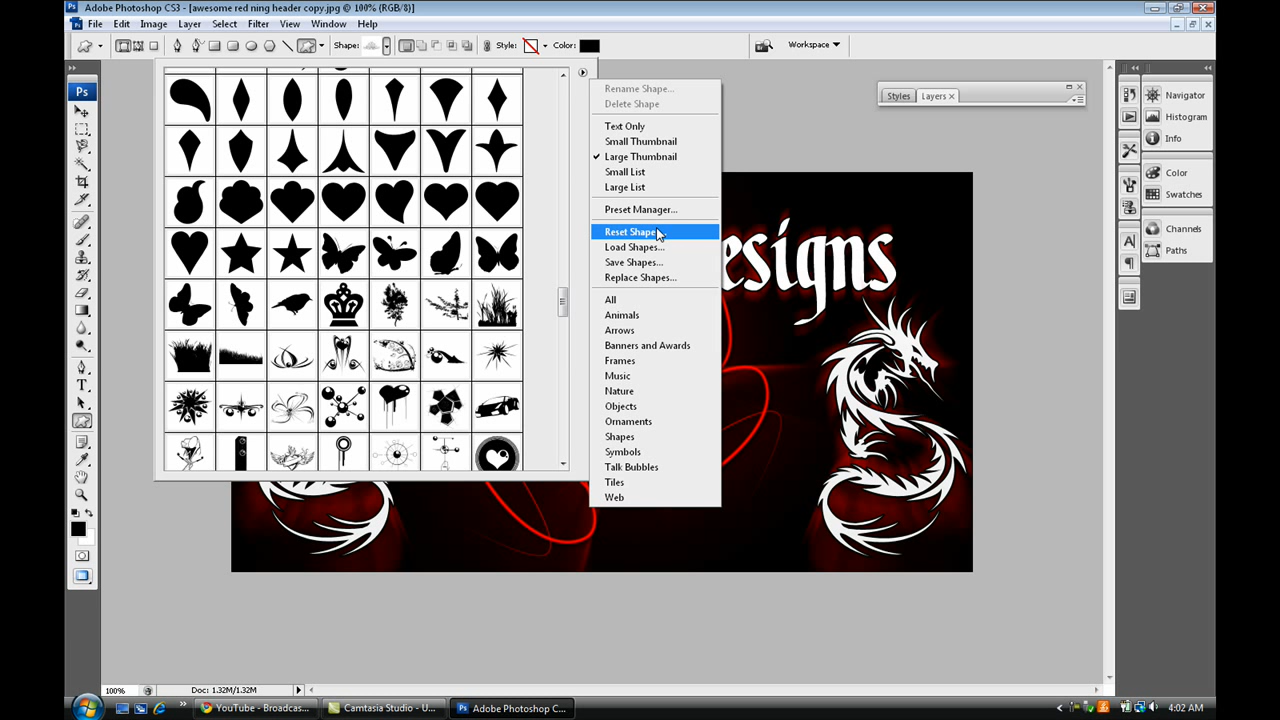 Adobe Photoshop CS3 - [awesome red ning header copy.jpg @ 100% (RGB/8)]
File Edit Image Layer Select Filter View Window Help
Shape: Style: Color: Workspace
Ps
Rename Shape...
Delete Shape
Text Only
Small Thumbnail
Large Thumbnail
Small List
Large List
Preset Manager...
Reset Shape
Load Shapes...
Save Shapes...
Replace Shapes...
All
Animals
Arrows
Banners and Awards
Frames
Music
Nature
Objects
Ornaments
Shapes
Symbols
Talk Bubbles
Tiles
Web
Styles Layers
Navigator
Histogram
Info
Color
Swatches
Channels
Paths
esigns
100% Doc: 1.32M/1.32M
YouTube - Broadcas... Camtasia Studio - U... Ps Adobe Photoshop C... 4:02 AM